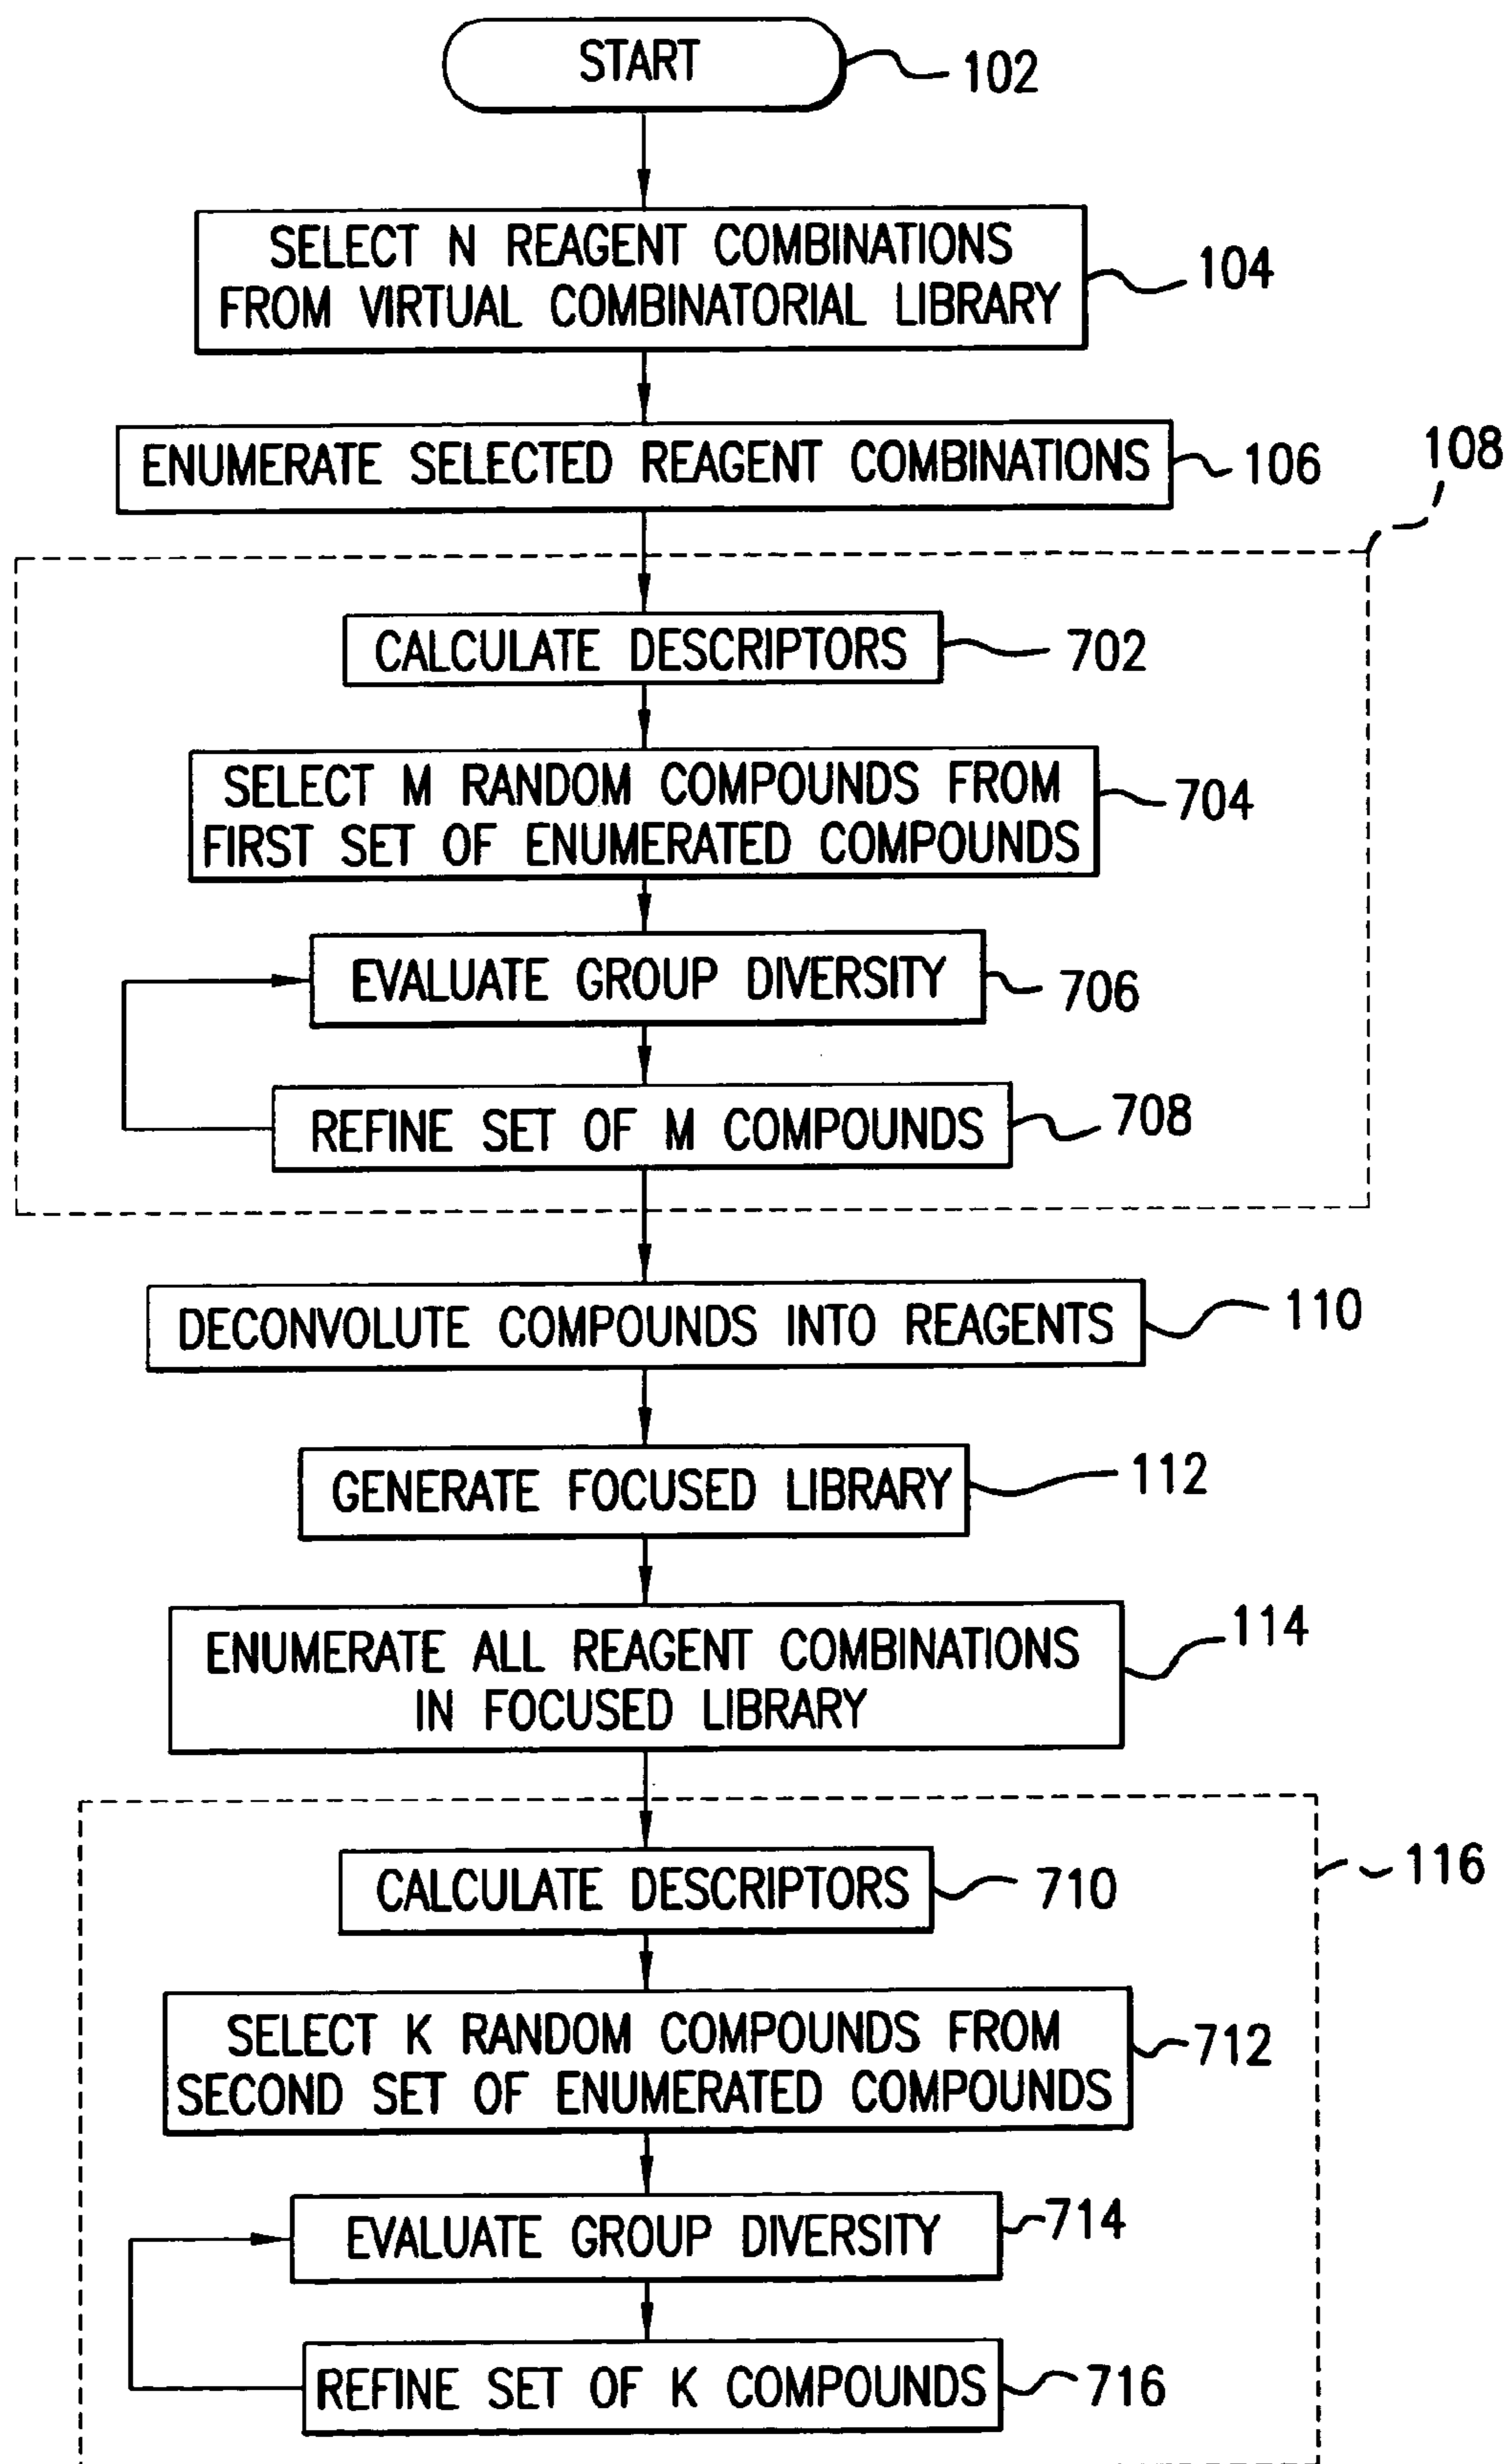 START
102
SELECT N REAGENT COMBINATIONS
FROM VIRTUAL COMBINATORIAL LIBRARY
104
ENUMERATE SELECTED REAGENT COMBINATIONS
106
108
CALCULATE DESCRIPTORS
702
SELECT M RANDOM COMPOUNDS FROM
FIRST SET OF ENUMERATED COMPOUNDS
704
EVALUATE GROUP DIVERSITY
706
REFINE SET OF M COMPOUNDS
708
DECONVOLUTE COMPOUNDS INTO REAGENTS
110
GENERATE FOCUSED LIBRARY
112
ENUMERATE ALL REAGENT COMBINATIONS
IN FOCUSED LIBRARY
114
116
CALCULATE DESCRIPTORS
710
SELECT K RANDOM COMPOUNDS FROM
SECOND SET OF ENUMERATED COMPOUNDS
712
EVALUATE GROUP DIVERSITY
714
REFINE SET OF K COMPOUNDS
716